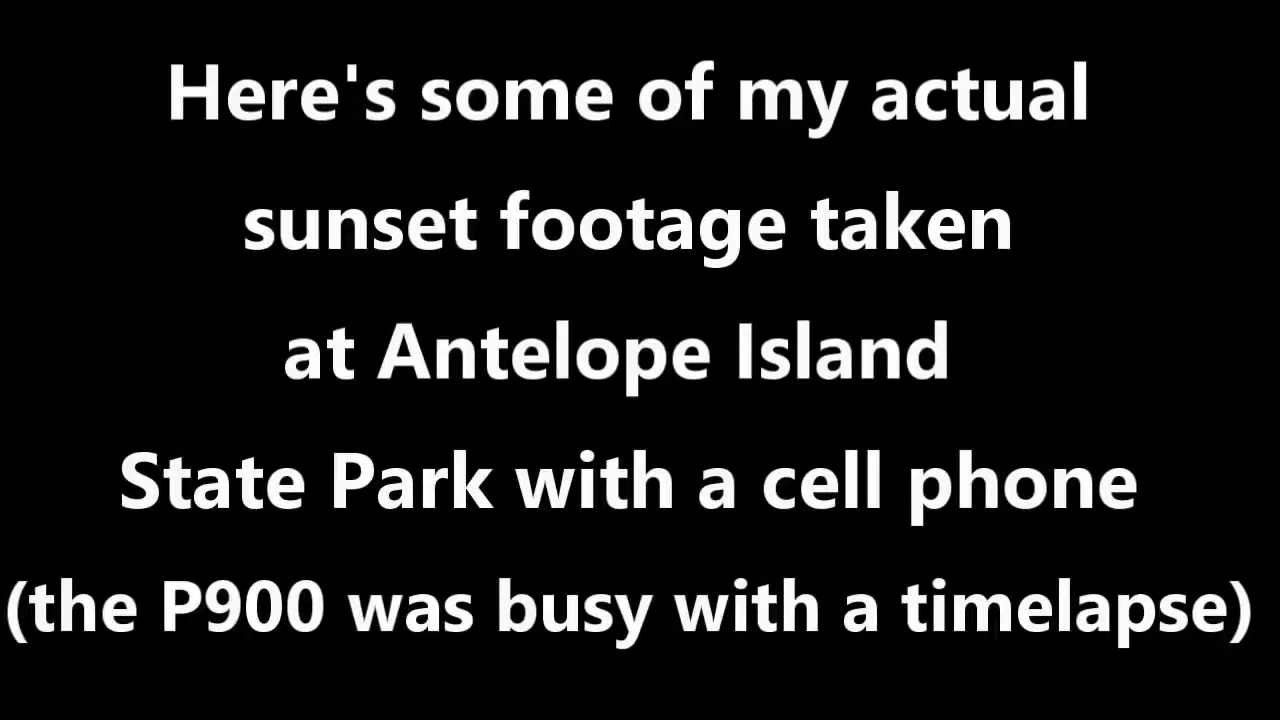 Here's some of my actual
sunset footage taken
at Antelope Island
State Park with a cell phone
(the P900 was busy with a timelapse)